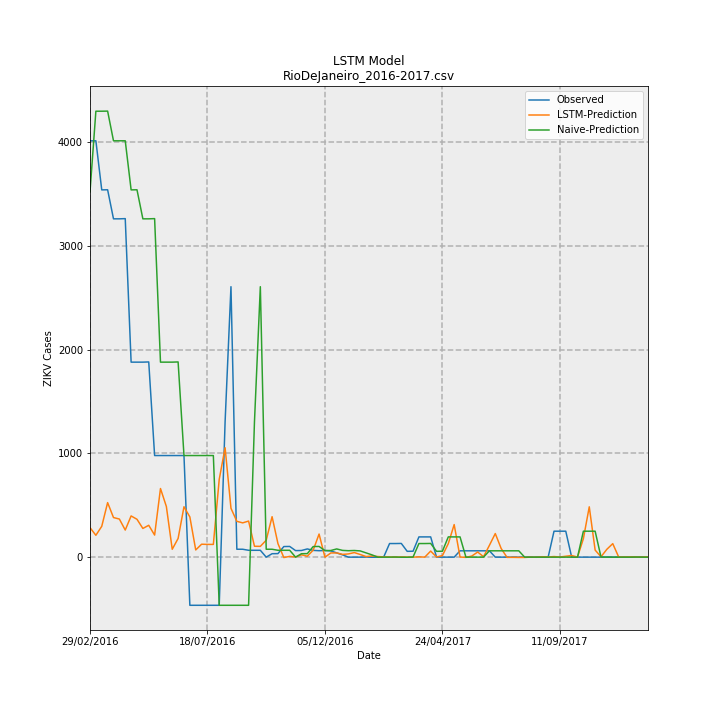 LSTM Model
RioDeJaneiro_2016-2017.csv
Observed
LSTM-Prediction
Naive-Prediction
4000
3000
2000
1000
0
ZIKV Cases
29/02/2016
18/07/2016
05/12/2016
24/04/2017
11/09/2017
Date